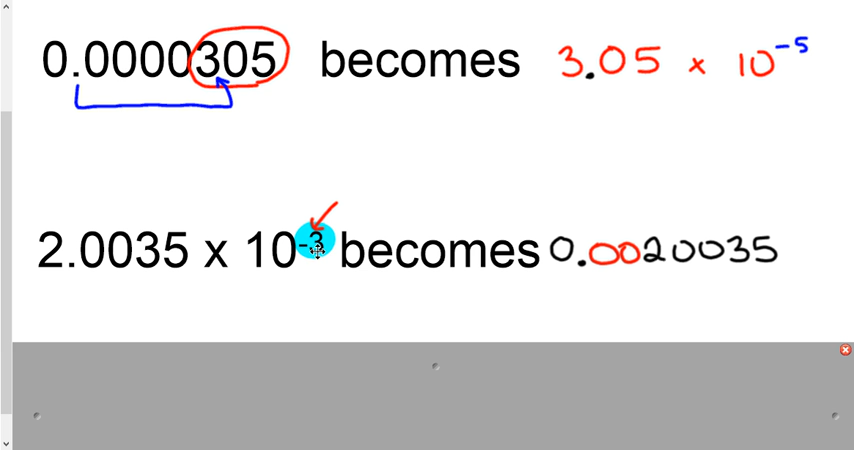 0.0000305 becomes 3.05 x 10⁻⁵
2.0035 x 10⁻³ becomes 0.0020035